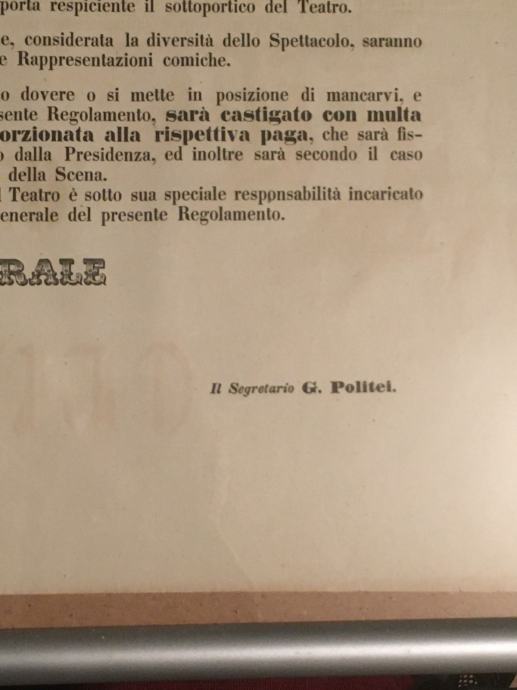 porta respiciente il sottoportico del Teatro.
e, considerata la diversità dello Spettacolo, saranno
e Rappresentazioni comiche.
o dovere o si mette in posizione di mancarvi, e
sente Regolamento, sarà castigato con multa
orzionata alla rispettiva paga, che sarà fis-
o dalla Presidenza, ed inoltre sarà secondo il caso
della Scena.
l Teatro è sotto sua speciale responsabilità incaricato
enerale del presente Regolamento.
RALE
Il Segretario G. Politei.